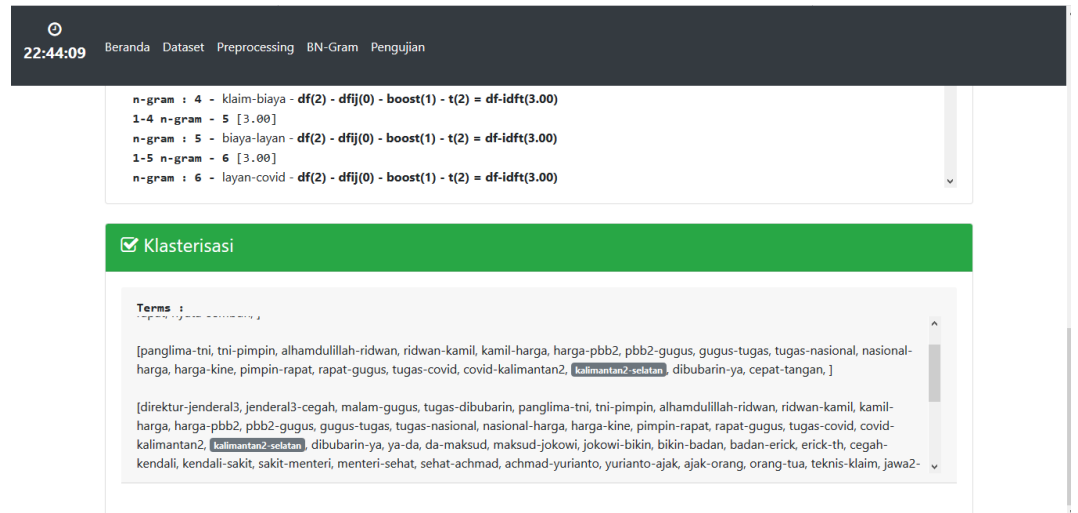 22:44:09
Beranda Dataset Preprocessing BN-Gram Pengujian
n-gram : 4 - klaim-biaya - df(2) - dfij(0) - boost(1) - t(2) = df-idft(3.00)
1-4 n-gram - 5 [3.00]
n-gram : 5 - biaya-layan - df(2) - dfij(0) - boost(1) - t(2) = df-idft(3.00)
1-5 n-gram - 6 [3.00]
n-gram : 6 - layan-covid - df(2) - dfij(0) - boost(1) - t(2) = df-idft(3.00)
Klasterisasi
Terms :
[panglima-tni, tni-pimpin, alhamdulillah-ridwan, ridwan-kamil, kamil-harga, harga-pbb2, pbb2-gugus, gugus-tugas, tugas-nasional, nasional-
harga, harga-kine, pimpin-rapat, rapat-gugus, tugas-covid, covid-kalimantan2, kalimantan2-selatan, dibubarin-ya, cepat-tangan, ]
[direktur-jenderal3, jenderal3-cegah, malam-gugus, tugas-dibubarin, panglima-tni, tni-pimpin, alhamdulillah-ridwan, ridwan-kamil, kamil-
harga, harga-pbb2, pbb2-gugus, gugus-tugas, tugas-nasional, nasional-harga, harga-kine, pimpin-rapat, rapat-gugus, tugas-covid, covid-
kalimantan2, kalimantan2-selatan, dibubarin-ya, ya-da, da-maksud, maksud-jokowi, jokowi-bikin, bikin-badan, badan-erick, erick-th, cegah-
kendali, kendali-sakit, sakit-menteri, menteri-sehat, sehat-achmad, achmad-yurianto, yurianto-ajak, ajak-orang, orang-tua, teknis-klaim, jawa2-